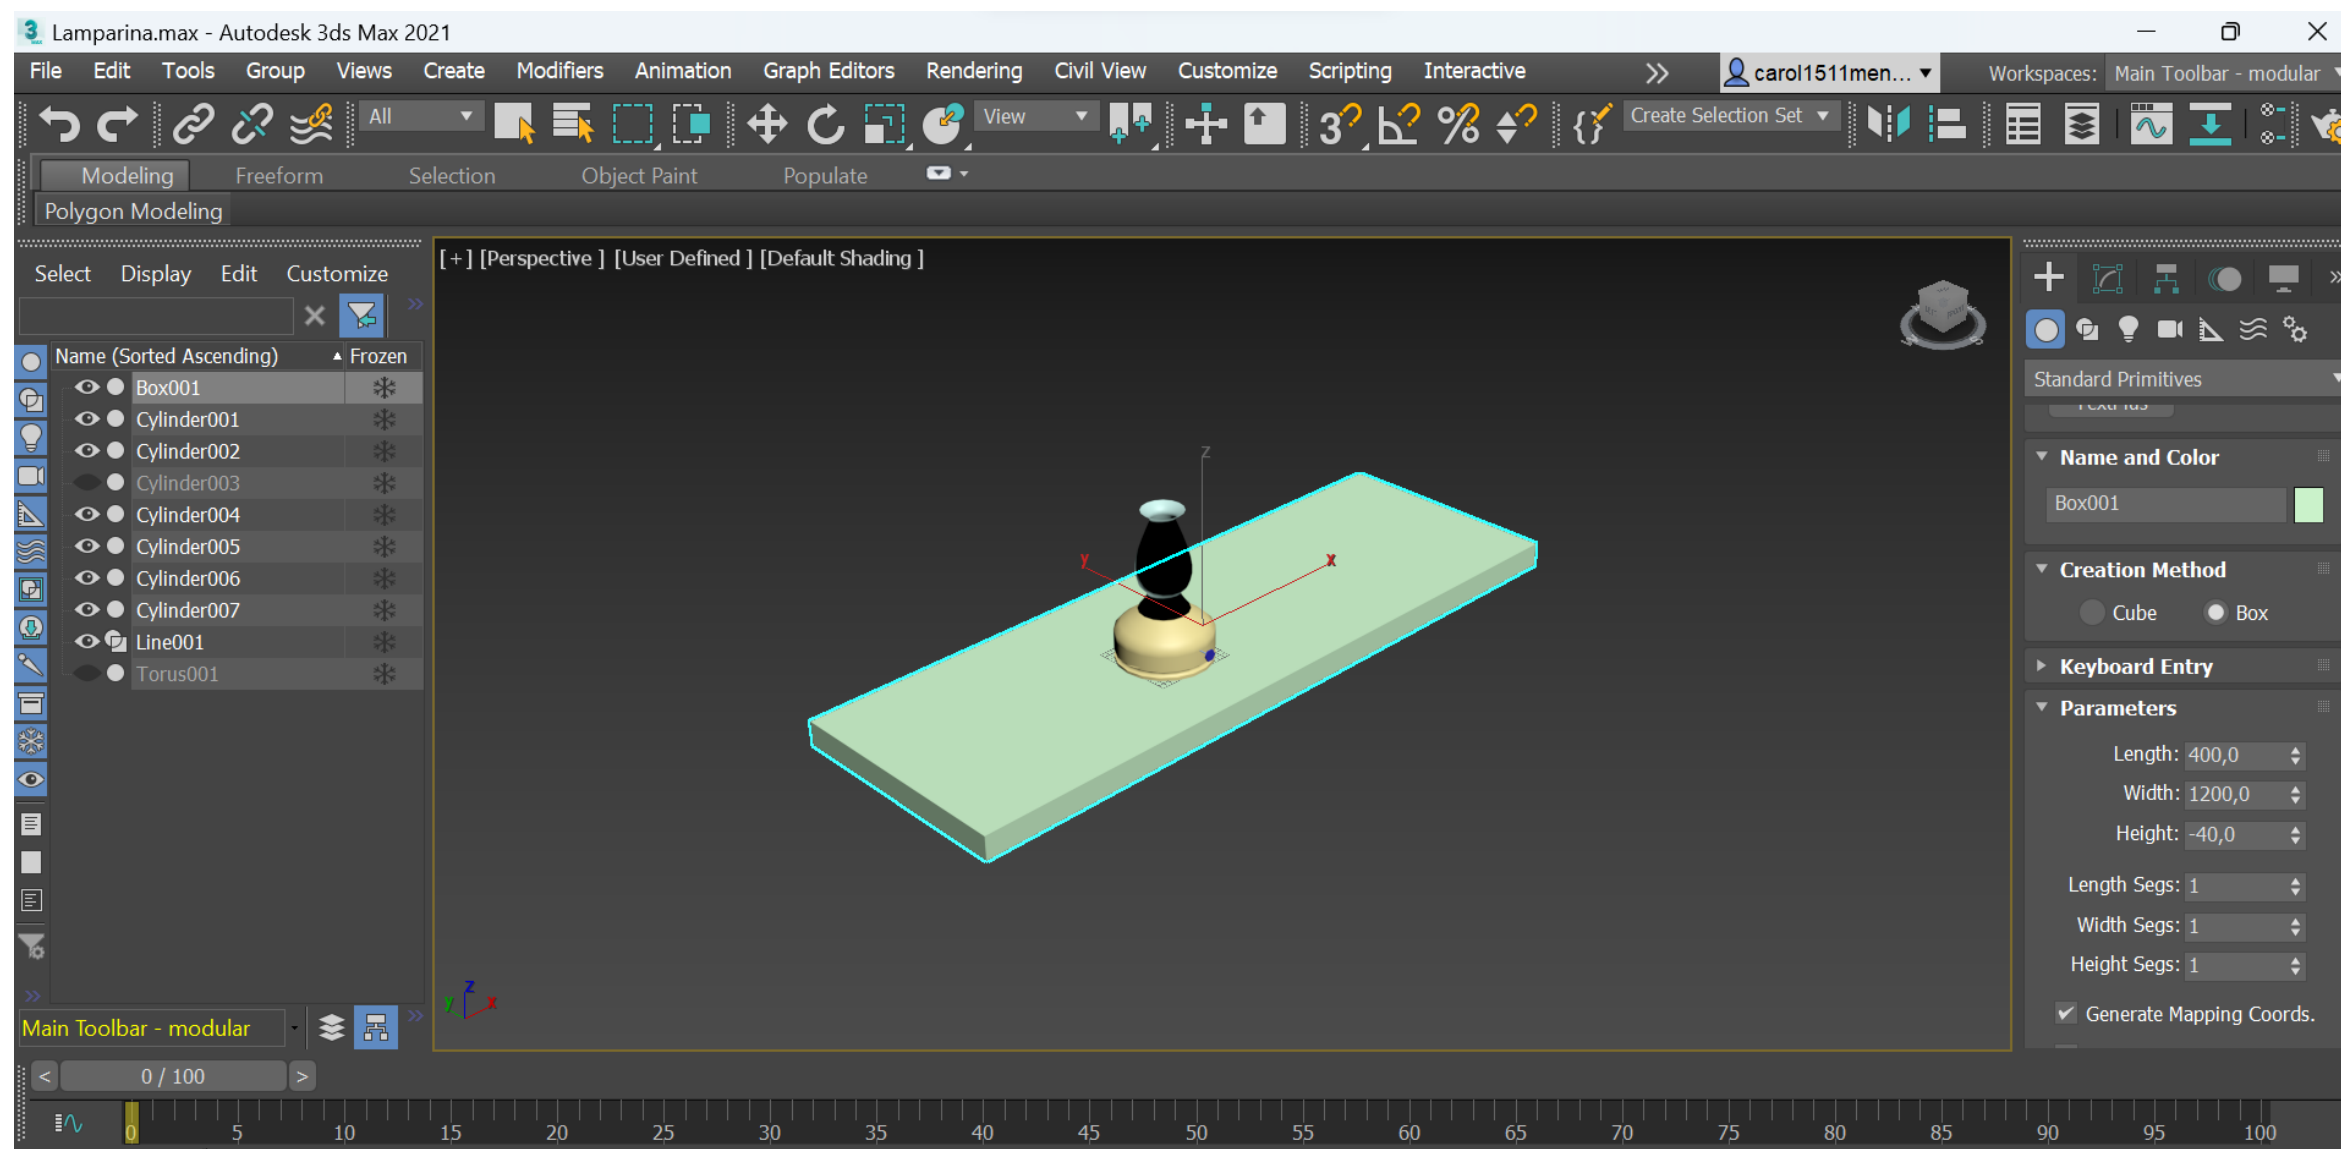 Lamparina.max - Autodesk 3ds Max 2021
File Edit Tools Group Views Create Modifiers Animation Graph Editors Rendering Civil View Customize Scripting Interactive carol1511men... Workspaces: Main Toolbar - modular
All View Create Selection Set
Modeling Freeform Selection Object Paint Populate
Polygon Modeling
Select Display Edit Customize
Name (Sorted Ascending) Frozen
Box001
Cylinder001
Cylinder002
Cylinder003
Cylinder004
Cylinder005
Cylinder006
Cylinder007
Line001
Torus001
Main Toolbar - modular
[+] [Perspective ] [User Defined ] [Default Shading ]
z
y
x
z
y x
Standard Primitives
Name and Color
Box001
Creation Method
Cube Box
Keyboard Entry
Parameters
Length: 400,0
Width: 1200,0
Height: -40,0
Length Segs: 1
Width Segs: 1
Height Segs: 1
Generate Mapping Coords.
< 0 / 100 >
0 5 10 15 20 25 30 35 40 45 50 55 60 65 70 75 80 85 90 95 100